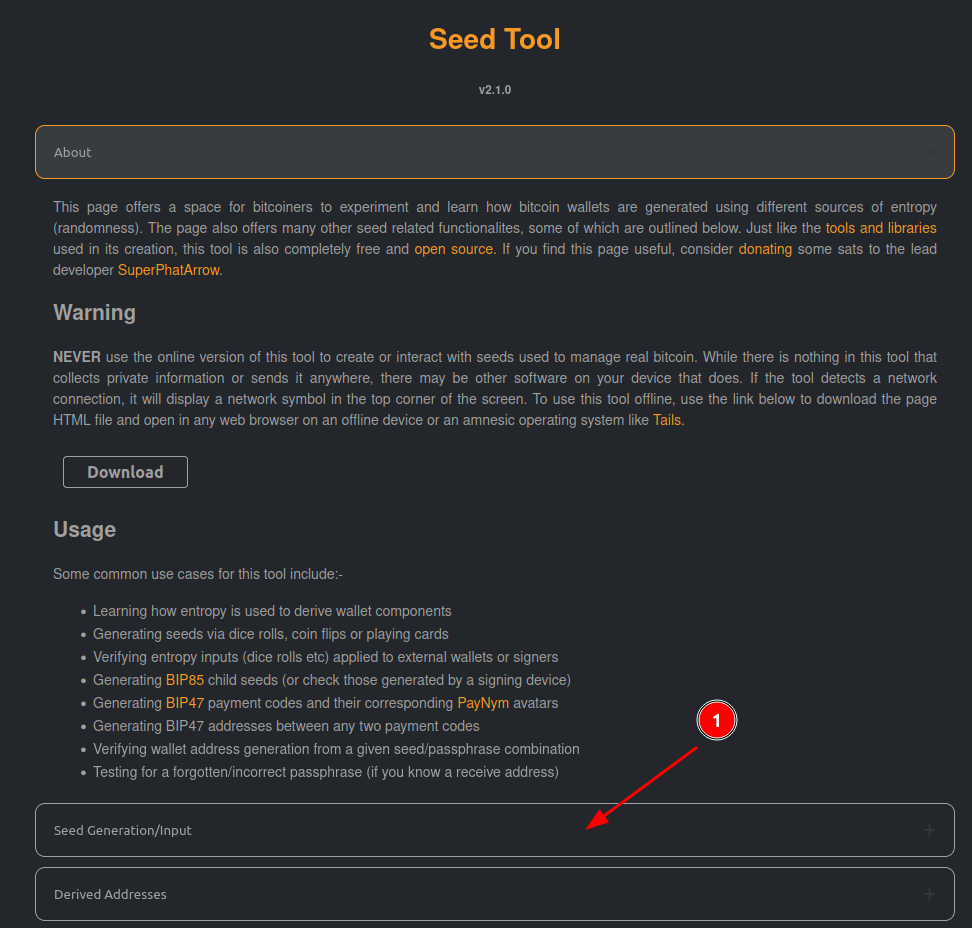 Seed Tool
v2.1.0
About
This page offers a space for bitcoiners to experiment and learn how bitcoin wallets are generated using different sources of entropy
(randomness). The page also offers many other seed related functionalites, some of which are outlined below. Just like the tools and libraries
used in its creation, this tool is also completely free and open source. If you find this page useful, consider donating some sats to the lead
developer SuperPhatArrow.
Warning
NEVER use the online version of this tool to create or interact with seeds used to manage real bitcoin. While there is nothing in this tool that
collects private information or sends it anywhere, there may be other software on your device that does. If the tool detects a network
connection, it will display a network symbol in the top corner of the screen. To use this tool offline, use the link below to download the page
HTML file and open in any web browser on an offline device or an amnesic operating system like Tails.
Download
Usage
Some common use cases for this tool include:-
• Learning how entropy is used to derive wallet components
• Generating seeds via dice rolls, coin flips or playing cards
• Verifying entropy inputs (dice rolls etc) applied to external wallets or signers
• Generating BIP85 child seeds (or check those generated by a signing device)
• Generating BIP47 payment codes and their corresponding PayNym avatars
• Generating BIP47 addresses between any two payment codes
• Verifying wallet address generation from a given seed/passphrase combination
• Testing for a forgotten/incorrect passphrase (if you know a receive address)
1
Seed Generation/Input
Derived Addresses